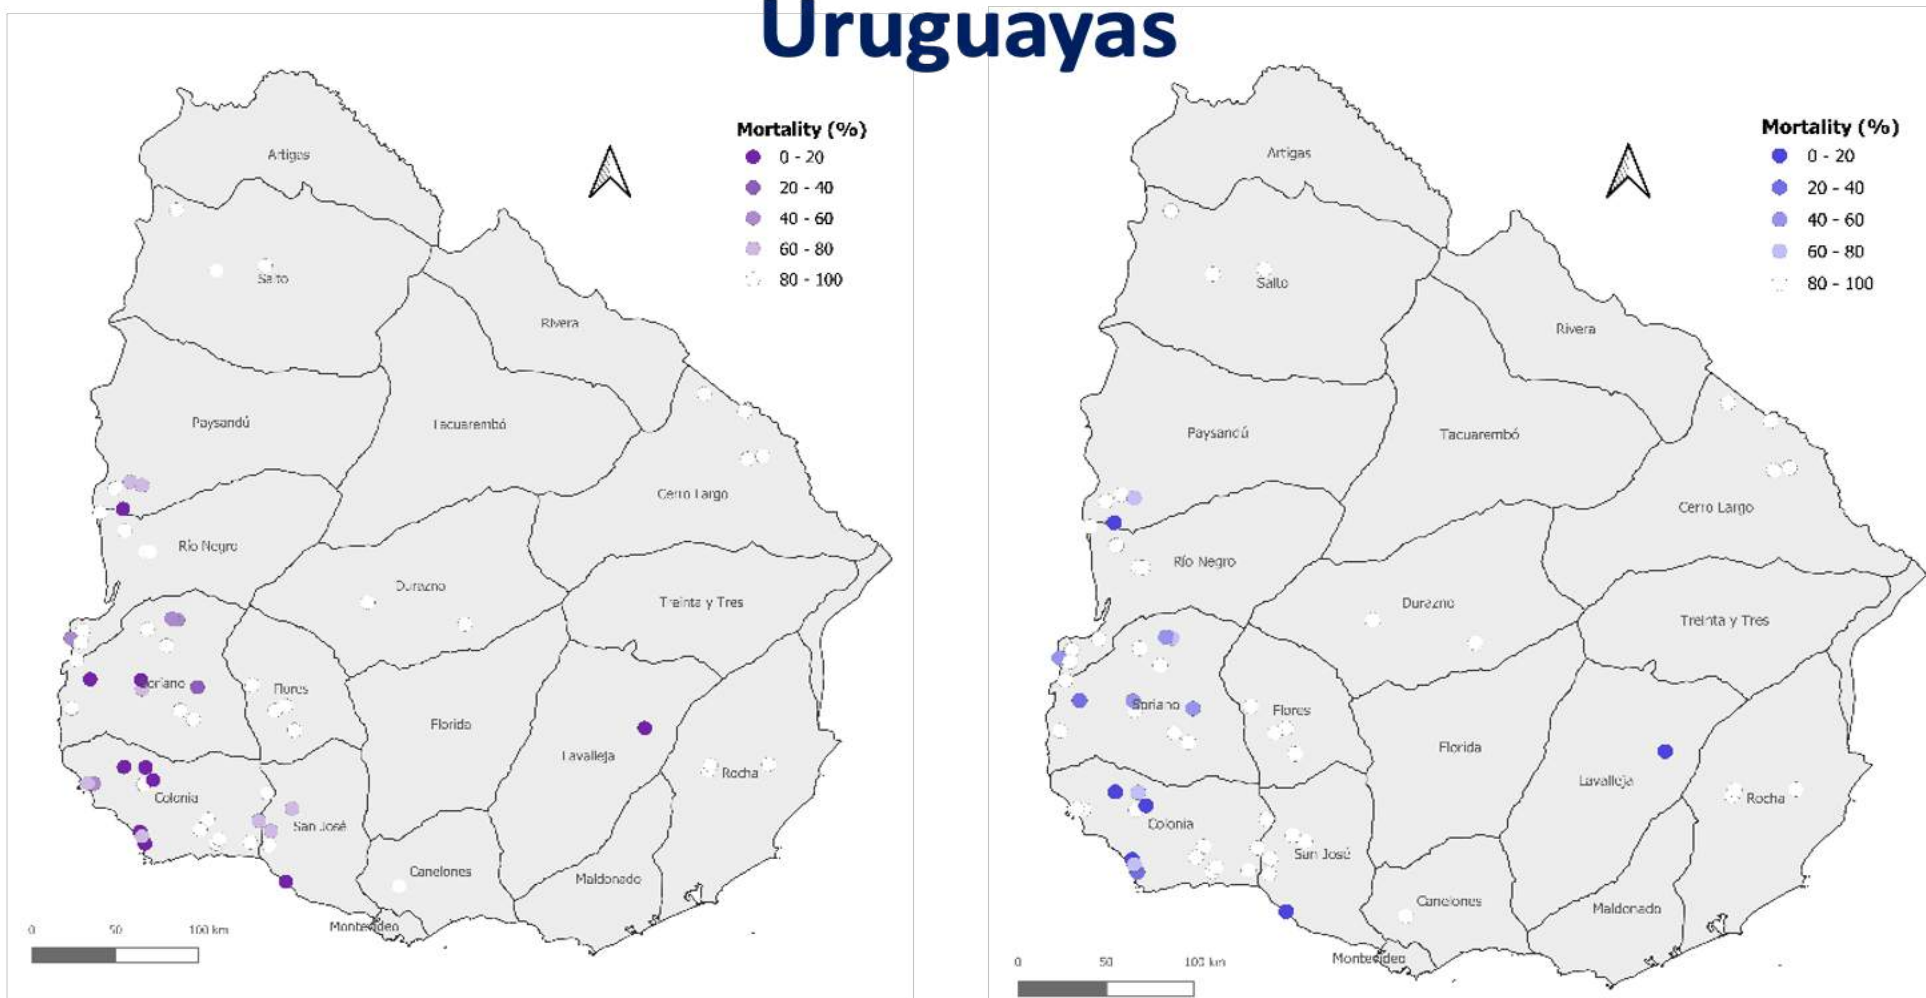 Uruguayas
Mortality (%)
0 - 20
20 - 40
40 - 60
60 - 80
80 - 100
Artigas
Salto
Rivera
Paysandú
Tacuarembó
Cerro Largo
Río Negro
Durazno
Treinta y Tres
Soriano
Flores
Florida
Lavalleja
Rocha
Colonia
San José
Canelones
Maldonado
Montevideo
0 50 100 km
Mortality (%)
0 - 20
20 - 40
40 - 60
60 - 80
80 - 100
Artigas
Salto
Rivera
Paysandú
Tacuarembó
Cerro Largo
Río Negro
Durazno
Treinta y Tres
Soriano
Flores
Florida
Lavalleja
Rocha
Colonia
San José
Canelones
Maldonado
Montevideo
0 50 100 km